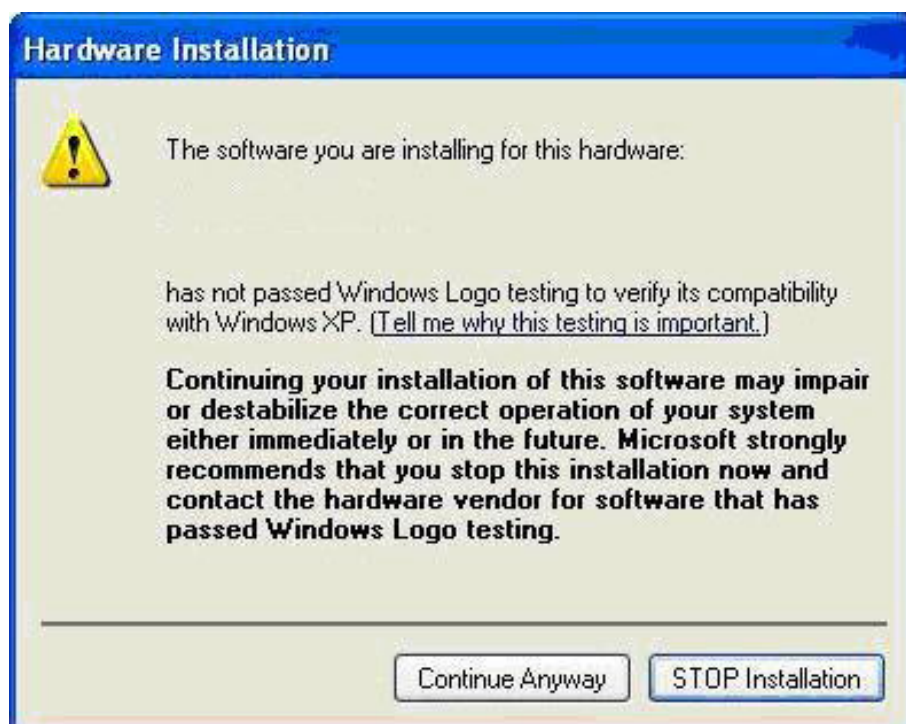 Hardware Installation
The software you are installing for this hardware:
has not passed Windows Logo testing to verify its compatibility
with Windows XP. (Tell me why this testing is important.)
Continuing your installation of this software may impair
or destabilize the correct operation of your system
either immediately or in the future. Microsoft strongly
recommends that you stop this installation now and
contact the hardware vendor for software that has
passed Windows Logo testing.
Continue Anyway
STOP Installation